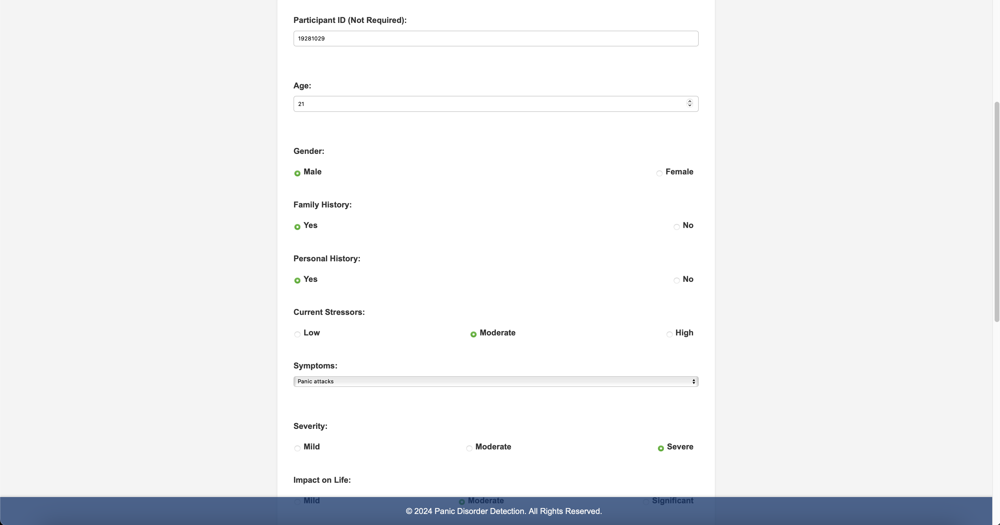 Participant ID (Not Required):
19281029
Age:
21
Gender:
Male Female
Family History:
Yes No
Personal History:
Yes No
Current Stressors:
Low Moderate High
Symptoms:
Panic attacks
Severity:
Mild Moderate Severe
Impact on Life:
Mild Moderate Significant
© 2024 Panic Disorder Detection. All Rights Reserved.